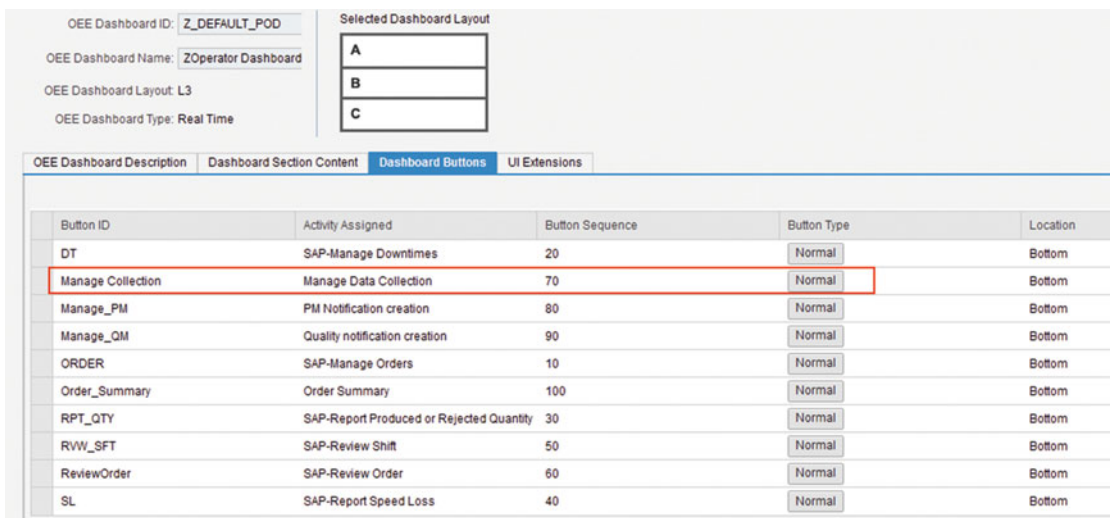 OEE Dashboard ID: Z_DEFAULT_POD
Selected Dashboard Layout
OEE Dashboard Name: ZOperator Dashboard
A
OEE Dashboard Layout: L3
B
OEE Dashboard Type: Real Time
C
OEE Dashboard Description Dashboard Section Content Dashboard Buttons UI Extensions
Button ID Activity Assigned Button Sequence Button Type Location
DT SAP-Manage Downtimes 20 Normal Bottom
Manage Collection Manage Data Collection 70 Normal Bottom
Manage_PM PM Notification creation 80 Normal Bottom
Manage_QM Quality notification creation 90 Normal Bottom
ORDER SAP-Manage Orders 10 Normal Bottom
Order_Summary Order Summary 100 Normal Bottom
RPT_QTY SAP-Report Produced or Rejected Quantity 30 Normal Bottom
RVW_SFT SAP-Review Shift 50 Normal Bottom
ReviewOrder SAP-Review Order 60 Normal Bottom
SL SAP-Report Speed Loss 40 Normal Bottom